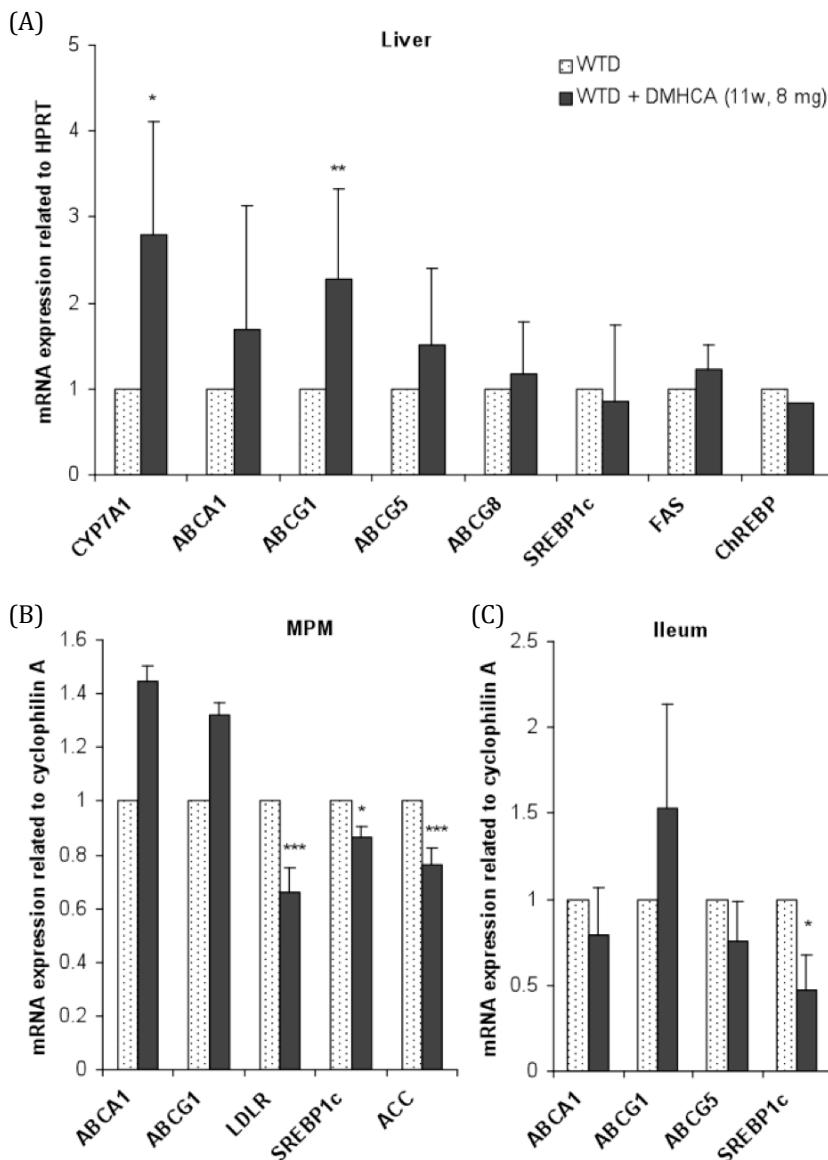 (A)
Liver
WTD
WTD + DMHCA (11w, 8 mg)
mRNA expression related to HPRT
5
4
3
2
1
0
*
**
CYP7A1
ABCA1
ABCG1
ABCG5
ABCG8
SREBP1c
FAS
ChREBP
(B)
MPM
mRNA expression related to cyclophilin A
1.6
1.4
1.2
1
0.8
0.6
0.4
0.2
0
***
*
***
ABCA1
ABCG1
LDLR
SREBP1c
ACC
(C)
Ileum
mRNA expression related to cyclophilin A
2.5
2
1.5
1
0.5
0
*
ABCA1
ABCG1
ABCG5
SREBP1c